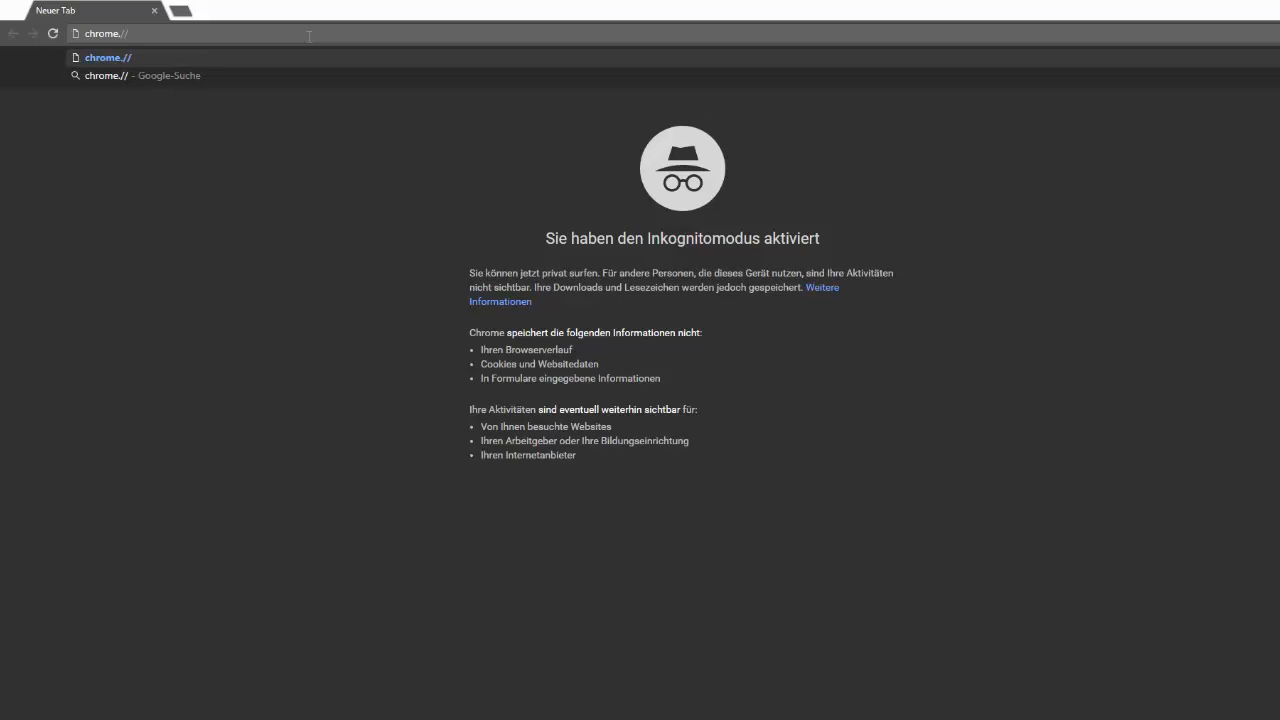 Neuer Tab
chrome.//
chrome.//
chrome.// - Google-Suche
Sie haben den Inkognitomodus aktiviert
Sie können jetzt privat surfen. Für andere Personen, die dieses Gerät nutzen, sind Ihre Aktivitäten
nicht sichtbar. Ihre Downloads und Lesezeichen werden jedoch gespeichert. Weitere
Informationen
Chrome speichert die folgenden Informationen nicht:
• Ihren Browserverlauf
• Cookies und Websitedaten
• In Formulare eingegebene Informationen
Ihre Aktivitäten sind eventuell weiterhin sichtbar für:
• Von Ihnen besuchte Websites
• Ihren Arbeitgeber oder Ihre Bildungseinrichtung
• Ihren Internetanbieter